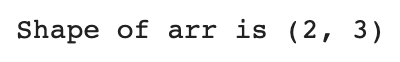 Shape of arr is (2, 3)